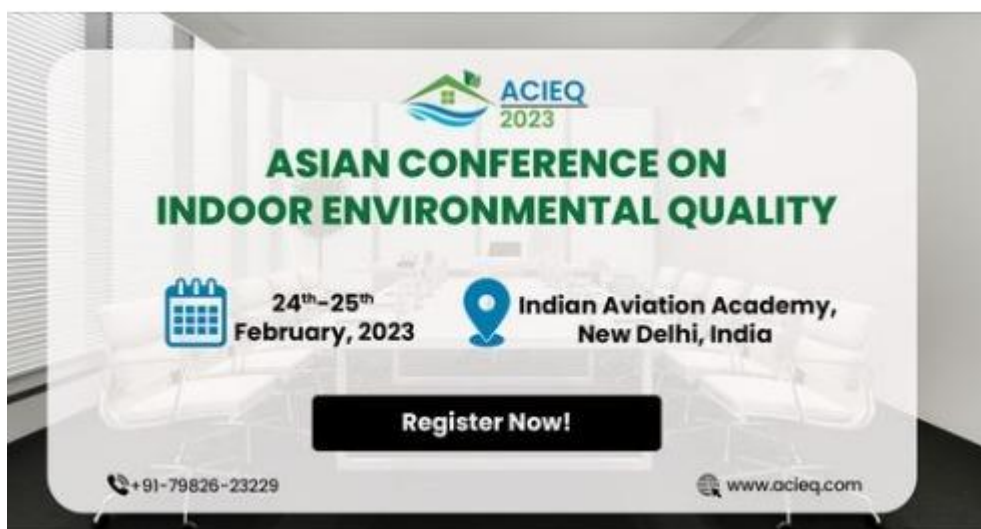 ACIEQ
2023
ASIAN CONFERENCE ON
INDOOR ENVIRONMENTAL QUALITY
24th-25th
February, 2023
Indian Aviation Academy,
New Delhi, India
Register Now!
+91-79826-23229
www.acieq.com